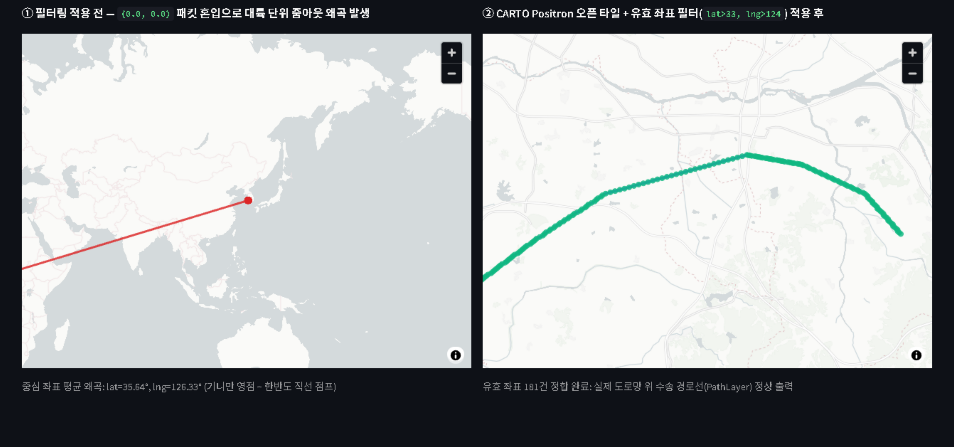 ① 필터링 적용 전 — {0.0, 0.0} 패킷 혼입으로 대륙 단위 줌아웃 왜곡 발생
② CARTO Positron 오픈 타일 + 유효 좌표 필터( lat>33, lng>124 ) 적용 후
+
−
+
−
중심 좌표 평균 왜곡: lat=35.64°, lng=126.33° (기니만 영점 – 한반도 직선 점프)
유효 좌표 181건 정합 완료: 실제 도로망 위 수송 경로선(PathLayer) 정상 출력